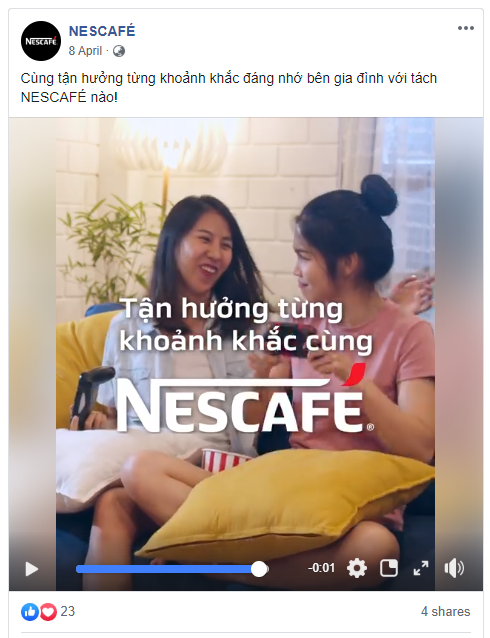 NESCAFÉ
NESCAFÉ
8 April ·
Cùng tận hưởng từng khoảnh khắc đáng nhớ bên gia đình với tách
NESCAFÉ nào!
Tận hưởng từng
khoảnh khắc cùng
NESCAFÉ®
-0:01
23
4 shares